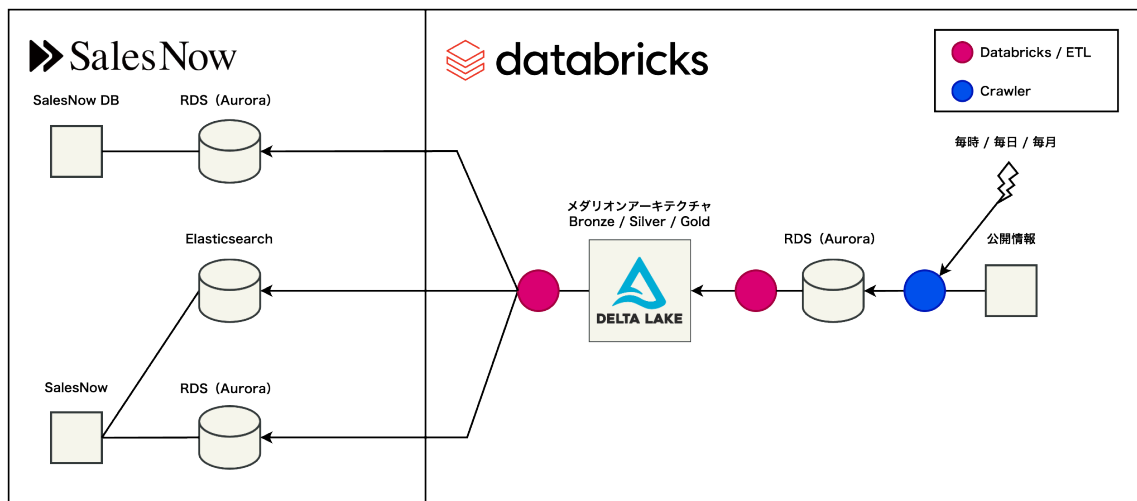 SalesNow
databricks
Databricks / ETL
Crawler
SalesNow DB
RDS（Aurora）
毎時 / 毎日 / 毎月
メダリオンアーキテクチャ
Bronze / Silver / Gold
Elasticsearch
RDS（Aurora）
公開情報
DELTA LAKE
SalesNow
RDS（Aurora）